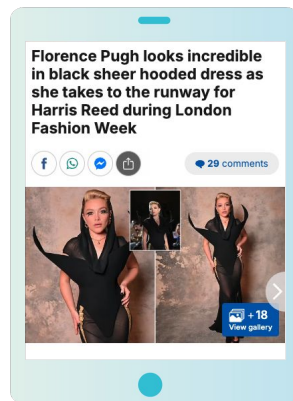 Florence Pugh looks incredible
in black sheer hooded dress as
she takes to the runway for
Harris Reed during London
Fashion Week
29 comments
+18
View gallery